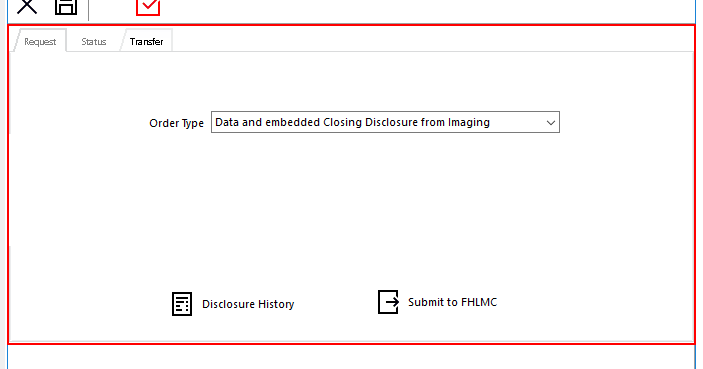 Request Status Transfer
Order Type Data and embedded Closing Disclosure from Imaging
Disclosure History Submit to FHLMC